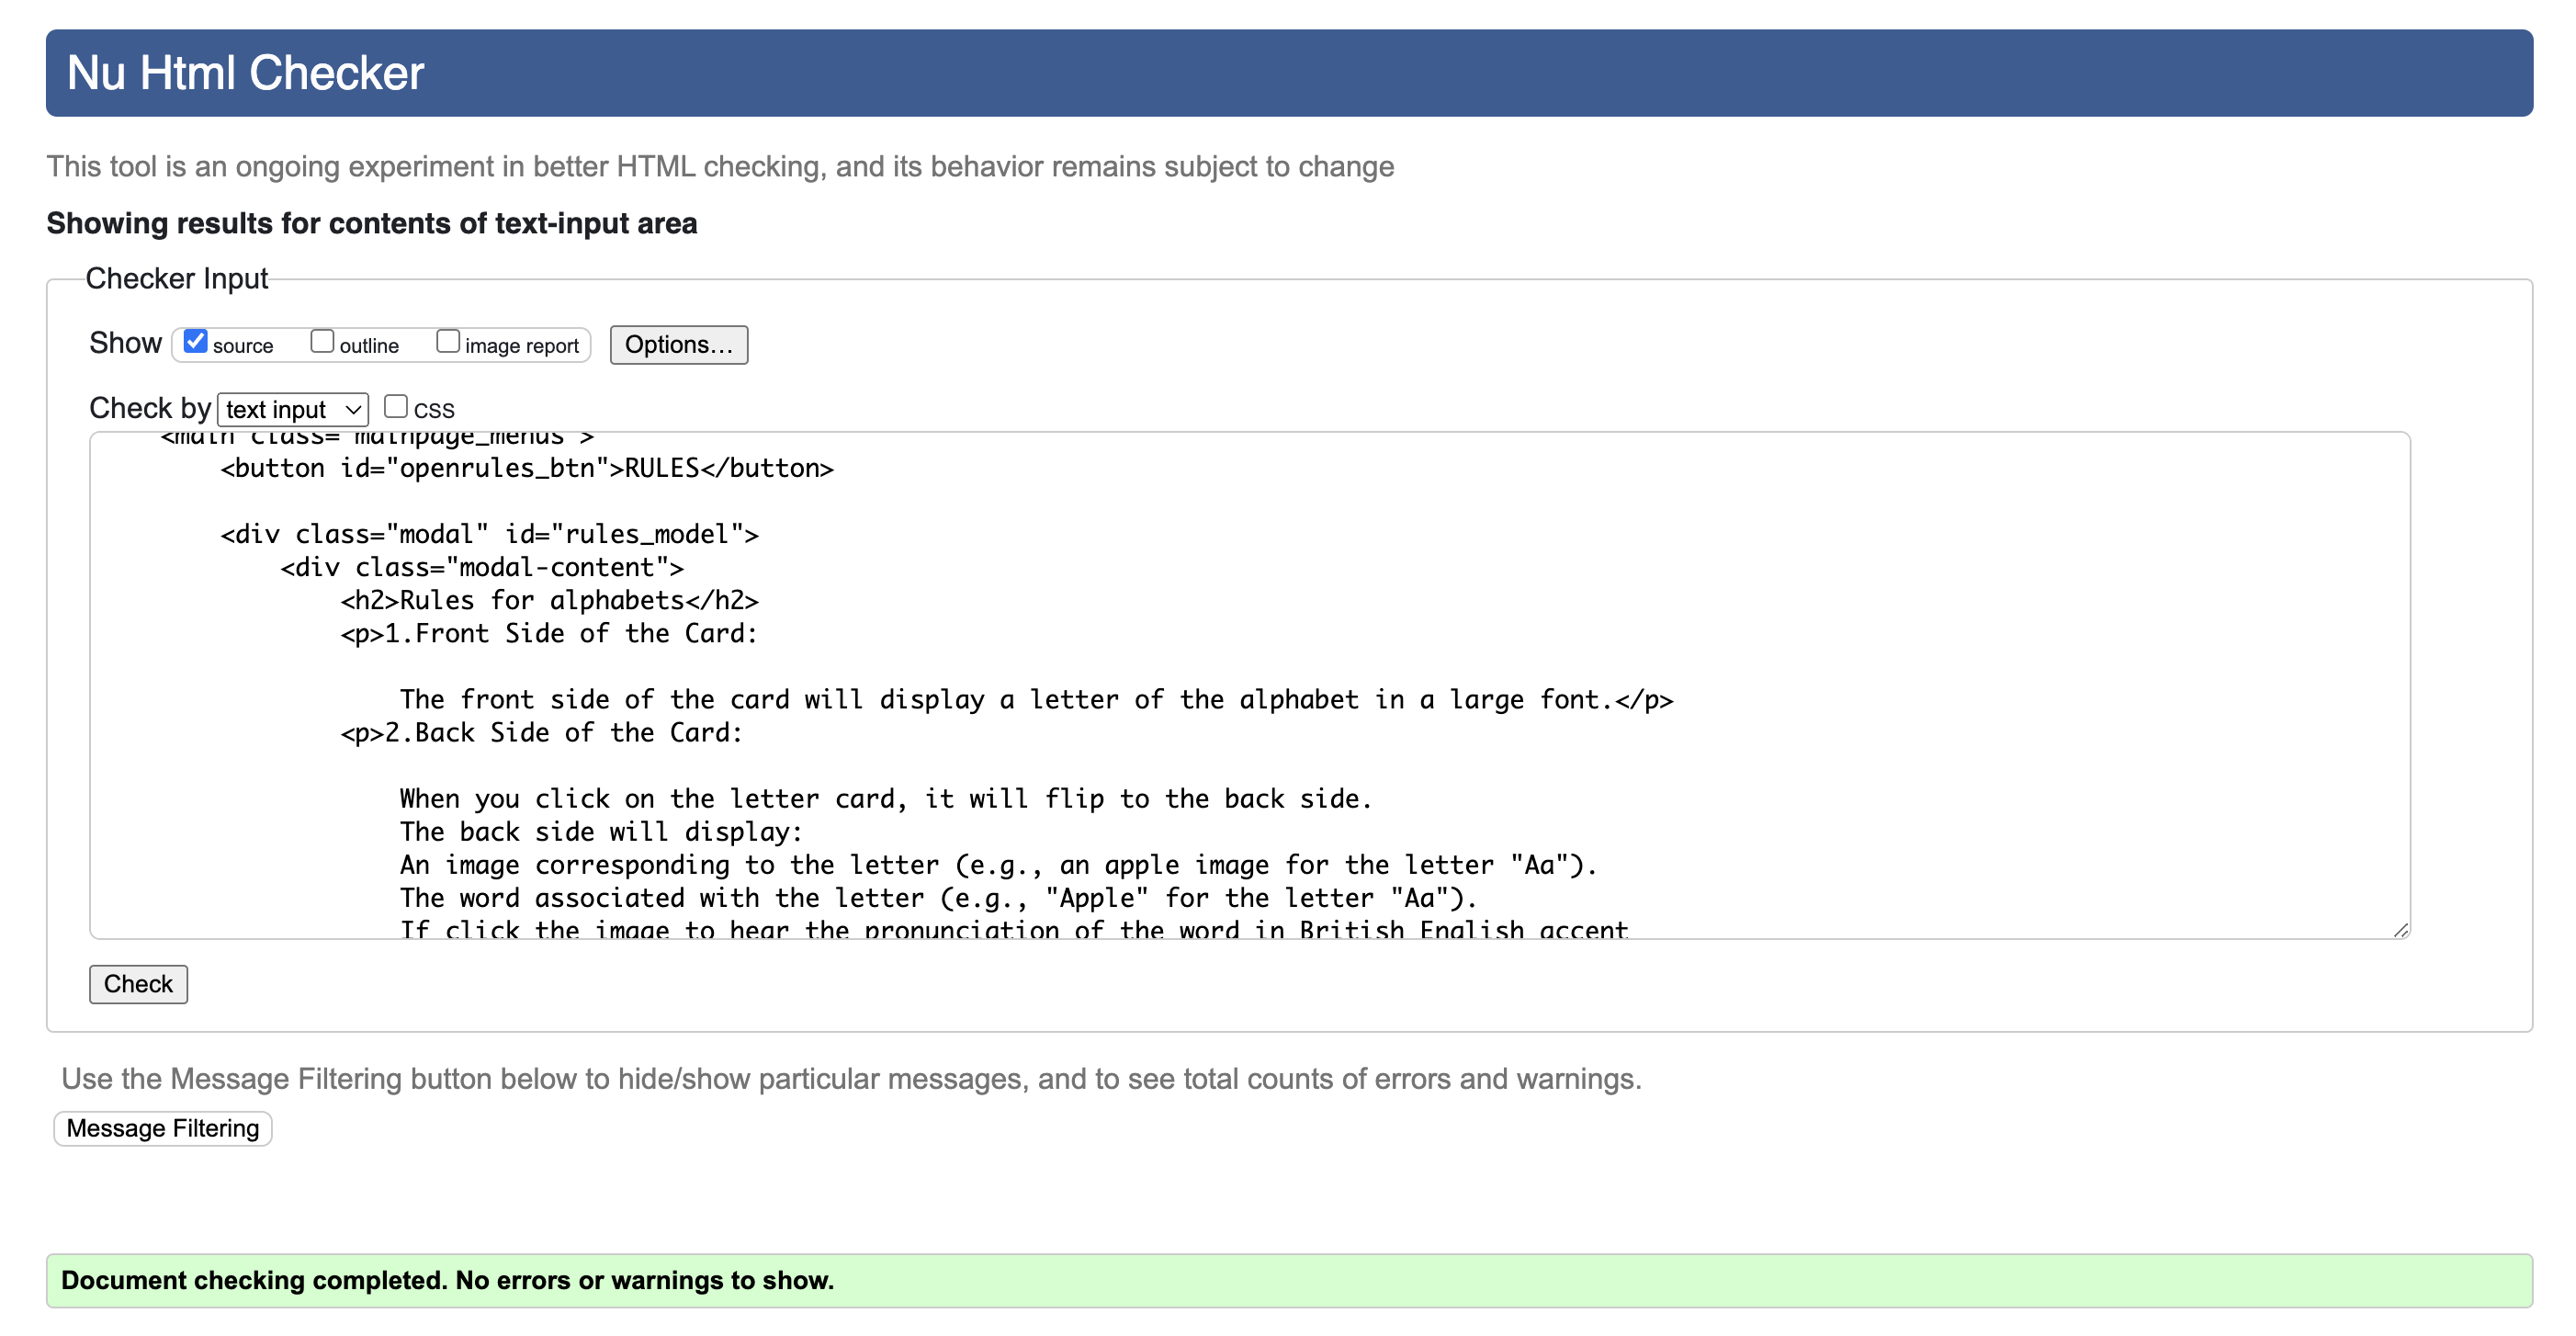 Nu Html Checker
This tool is an ongoing experiment in better HTML checking, and its behavior remains subject to change
Showing results for contents of text-input area
Checker Input
Show source outline image report Options...
Check by text input CSS
<main class="mainpage_menus">
<button id="openrules_btn">RULES</button>
<div class="modal" id="rules_model">
<div class="modal-content">
<h2>Rules for alphabets</h2>
<p>1.Front Side of the Card:
The front side of the card will display a letter of the alphabet in a large font.</p>
<p>2.Back Side of the Card:
When you click on the letter card, it will flip to the back side.
The back side will display:
An image corresponding to the letter (e.g., an apple image for the letter "Aa").
The word associated with the letter (e.g., "Apple" for the letter "Aa").
If click the image to hear the pronunciation of the word in British English accent
Check
Use the Message Filtering button below to hide/show particular messages, and to see total counts of errors and warnings.
Message Filtering
Document checking completed. No errors or warnings to show.